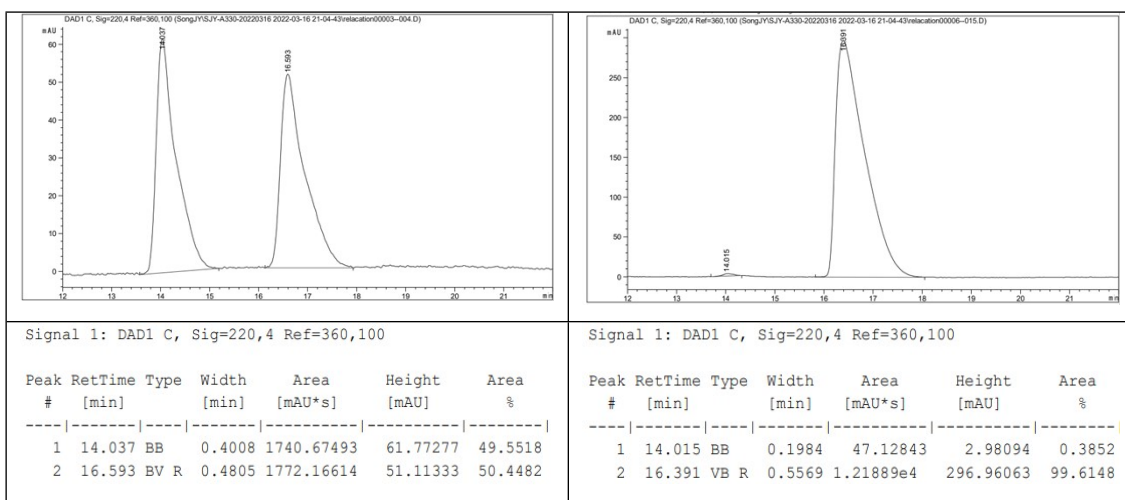 DAD1 C, Sig=220,4 Ref=360,100 (SongJY\SJY-A330-20220316 2022-03-16 21-04-43\relacation00003--004.D)
mAU
14.037
16.593
60
50
40
30
20
10
0
12 13 14 15 16 17 18 19 20 21 min
DAD1 C, Sig=220,4 Ref=360,100 (SongJY\SJY-A330-20220316 2022-03-16 21-04-43\relacation00006--015.D)
mAU
16.391
250
200
150
100
50
0
14.015
12 13 14 15 16 17 18 19 20 21
Signal 1: DAD1 C, Sig=220,4 Ref=360,100
Peak RetTime Type Width Area Height Area
# [min] [min] [mAU*s] [mAU] %
----|-------|----|-------|----------|----------|--------|
1 14.037 BB 0.4008 1740.67493 61.77277 49.5518
2 16.593 BV R 0.4805 1772.16614 51.11333 50.4482
Signal 1: DAD1 C, Sig=220,4 Ref=360,100
Peak RetTime Type Width Area Height Area
# [min] [min] [mAU*s] [mAU] %
----|-------|----|-------|----------|----------|--------|
1 14.015 BB 0.1984 47.12843 2.98094 0.3852
2 16.391 VB R 0.5569 1.21889e4 296.96063 99.6148